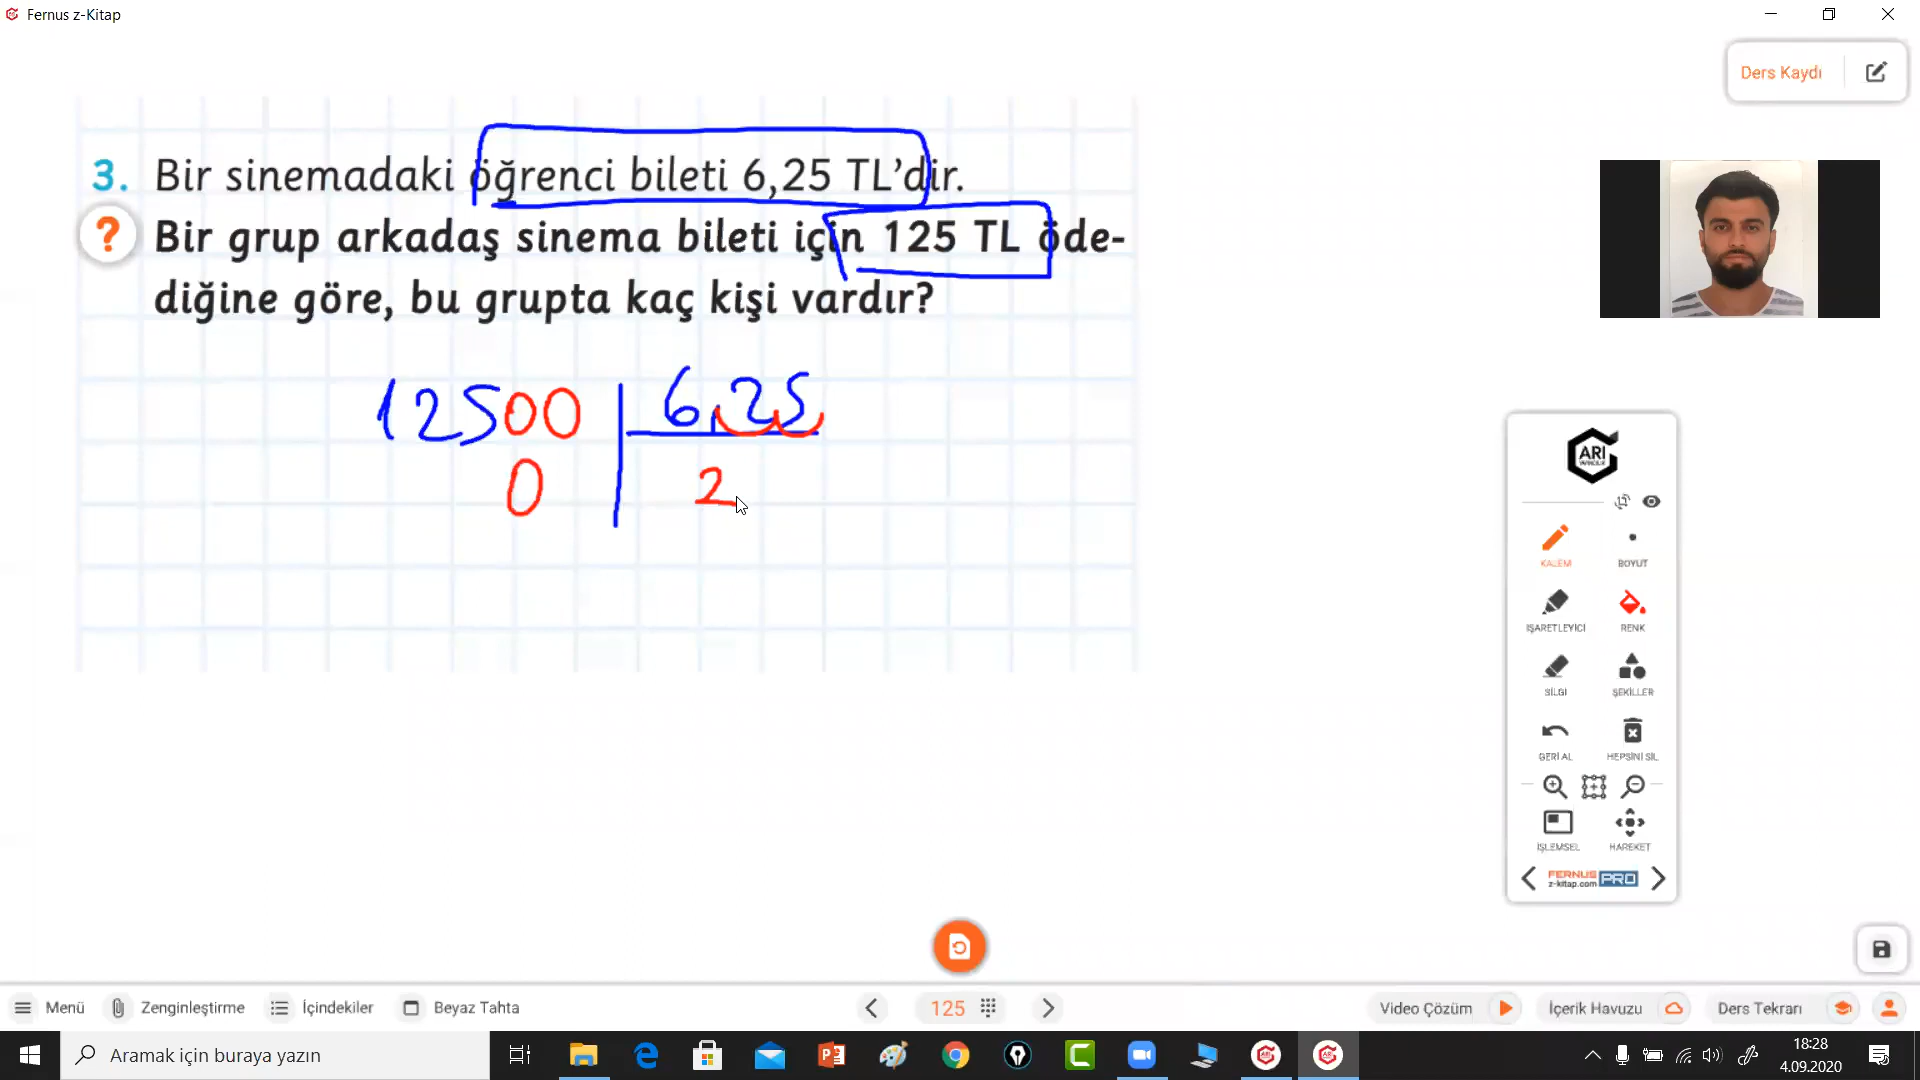 Fernus z-Kitap
Ders Kaydı
3. Bir sinemadaki öğrenci bileti 6,25 TL'dir.
? Bir grup arkadaş sinema bileti için 125 TL öde-
diğine göre, bu grupta kaç kişi vardır?
12500 6,25
0 2
ARI
YAYINCILIK
KALEM BOYUT
İŞARETLEYİCİ RENK
SİLGİ ŞEKİLLER
GERİ AL HEPSİNİ SİL
İŞLEMSEL HAREKET
FERNUS
z-kitap.com PRO
Menü Zenginleştirme İçindekiler Beyaz Tahta 125 Video Çözüm İçerik Havuzu Ders Tekrarı
Aramak için buraya yazın
18:28
4.09.2020